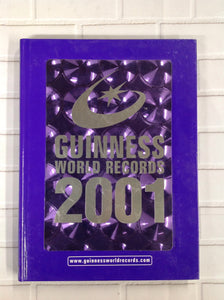 GUINNESS
WORLD RECORDS
2001
www.guinnessworldrecords.com